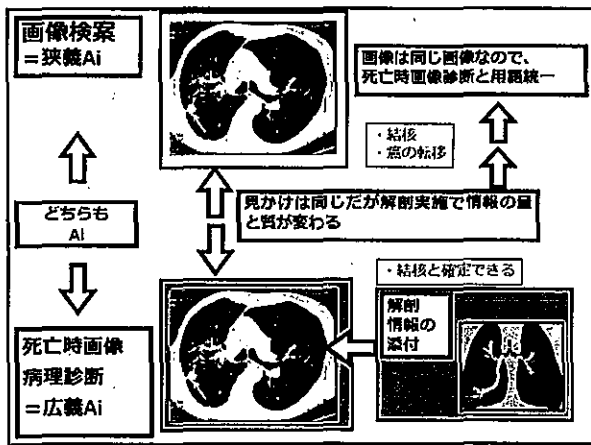 画像検案
＝狭義Ai
画像は同じ画像なので、
死亡時画像診断と用語統一
・結核
・癌の転移
どちらも
AI
見かけは同じだが解剖実施で情報の量
と質が変わる
・結核と確定できる
死亡時画像
病理診断
＝広義Ai
解剖
情報の
添付